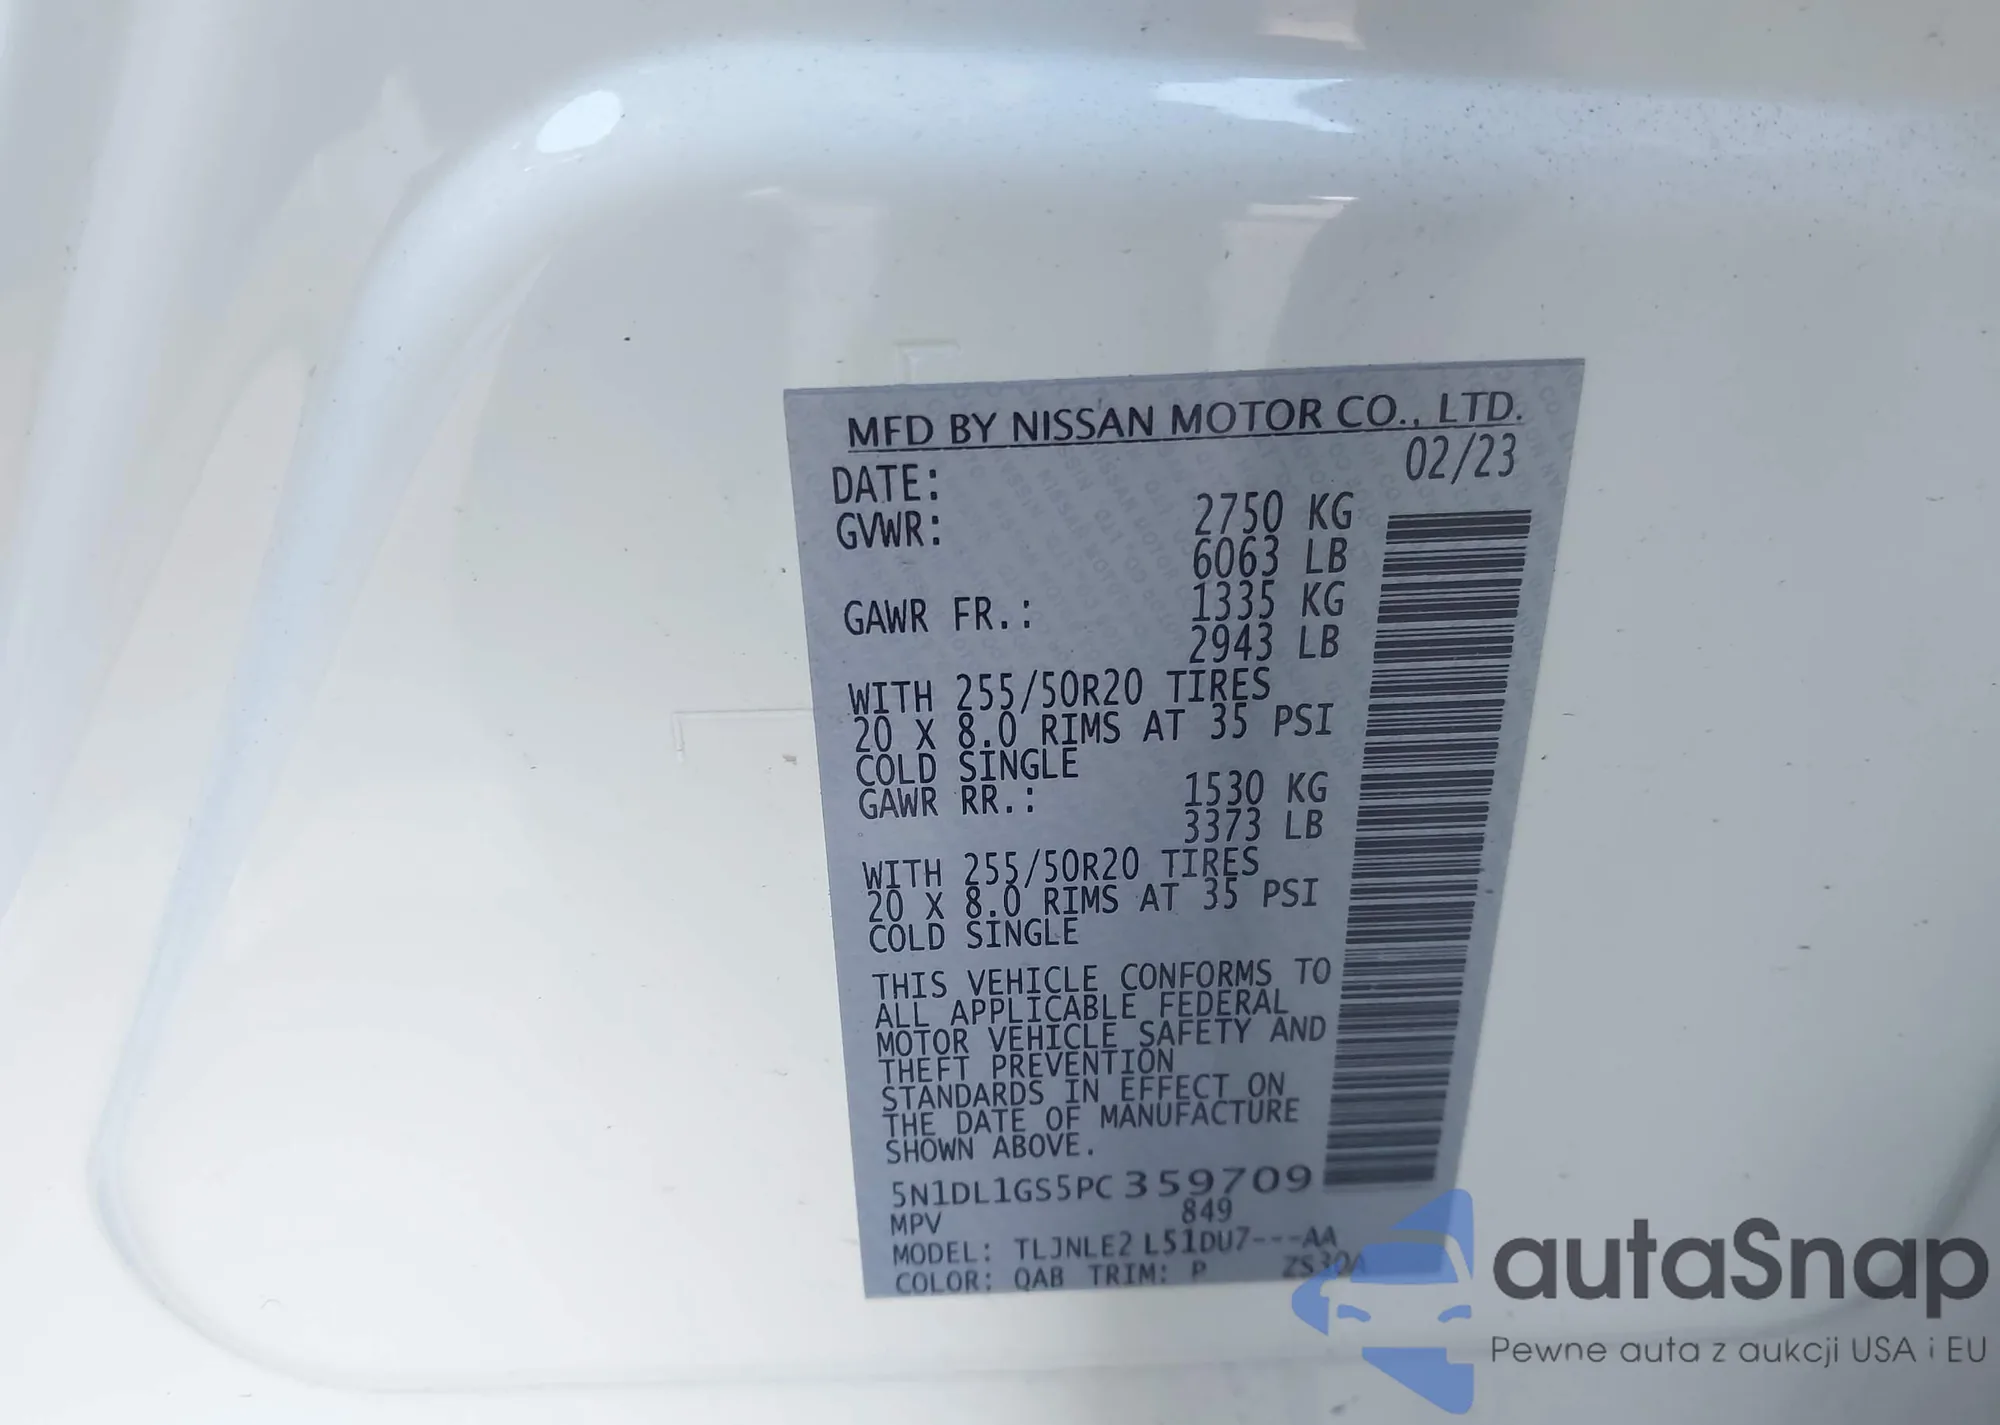 MFD BY NISSAN MOTOR CO., LTD.
DATE: 02/23
GVWR: 2750 KG
6063 LB
GAWR FR.: 1335 KG
2943 LB
WITH 255/50R20 TIRES
20 X 8.0 RIMS AT 35 PSI
COLD SINGLE
GAWR RR.: 1530 KG
3373 LB
WITH 255/50R20 TIRES
20 X 8.0 RIMS AT 35 PSI
COLD SINGLE
THIS VEHICLE CONFORMS TO
ALL APPLICABLE FEDERAL
MOTOR VEHICLE SAFETY AND
THEFT PREVENTION
STANDARDS IN EFFECT ON
THE DATE OF MANUFACTURE
SHOWN ABOVE.
5N1DL1GS5PC359709
MPV 849
MODEL: TLJNLE2 L51DU7---AA
COLOR: QAB TRIM: P ZS30A
autaSnap
Pewne auta z aukcji USA i EU